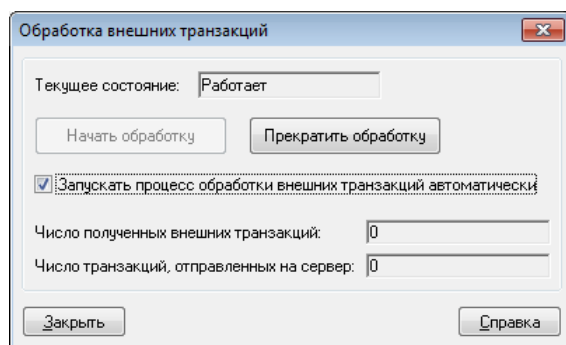 Обработка внешних транзакций
Текущее состояние: Работает
Начать обработку Прекратить обработку
Запускать процесс обработки внешних транзакций автоматически
Число полученных внешних транзакций: 0
Число транзакций, отправленных на сервер: 0
Закрыть Справка